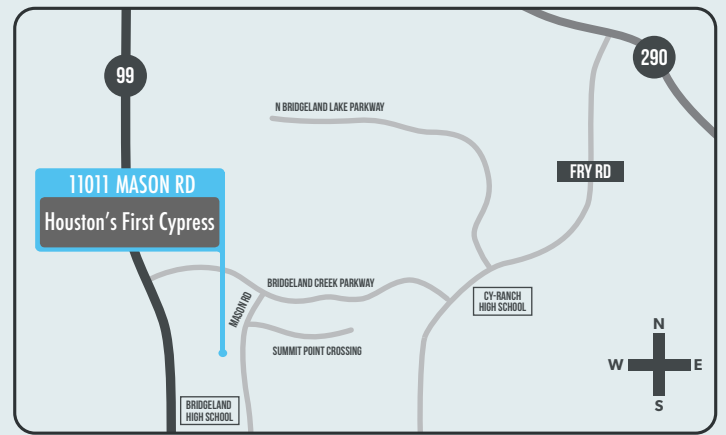 290
99
N BRIDGELAND LAKE PARKWAY
FRY RD
11011 MASON RD
Houston's First Cypress
BRIDGELAND CREEK PARKWAY
MASON RD
CY-RANCH
HIGH SCHOOL
SUMMIT POINT CROSSING
N
W
E
S
BRIDGELAND
HIGH SCHOOL